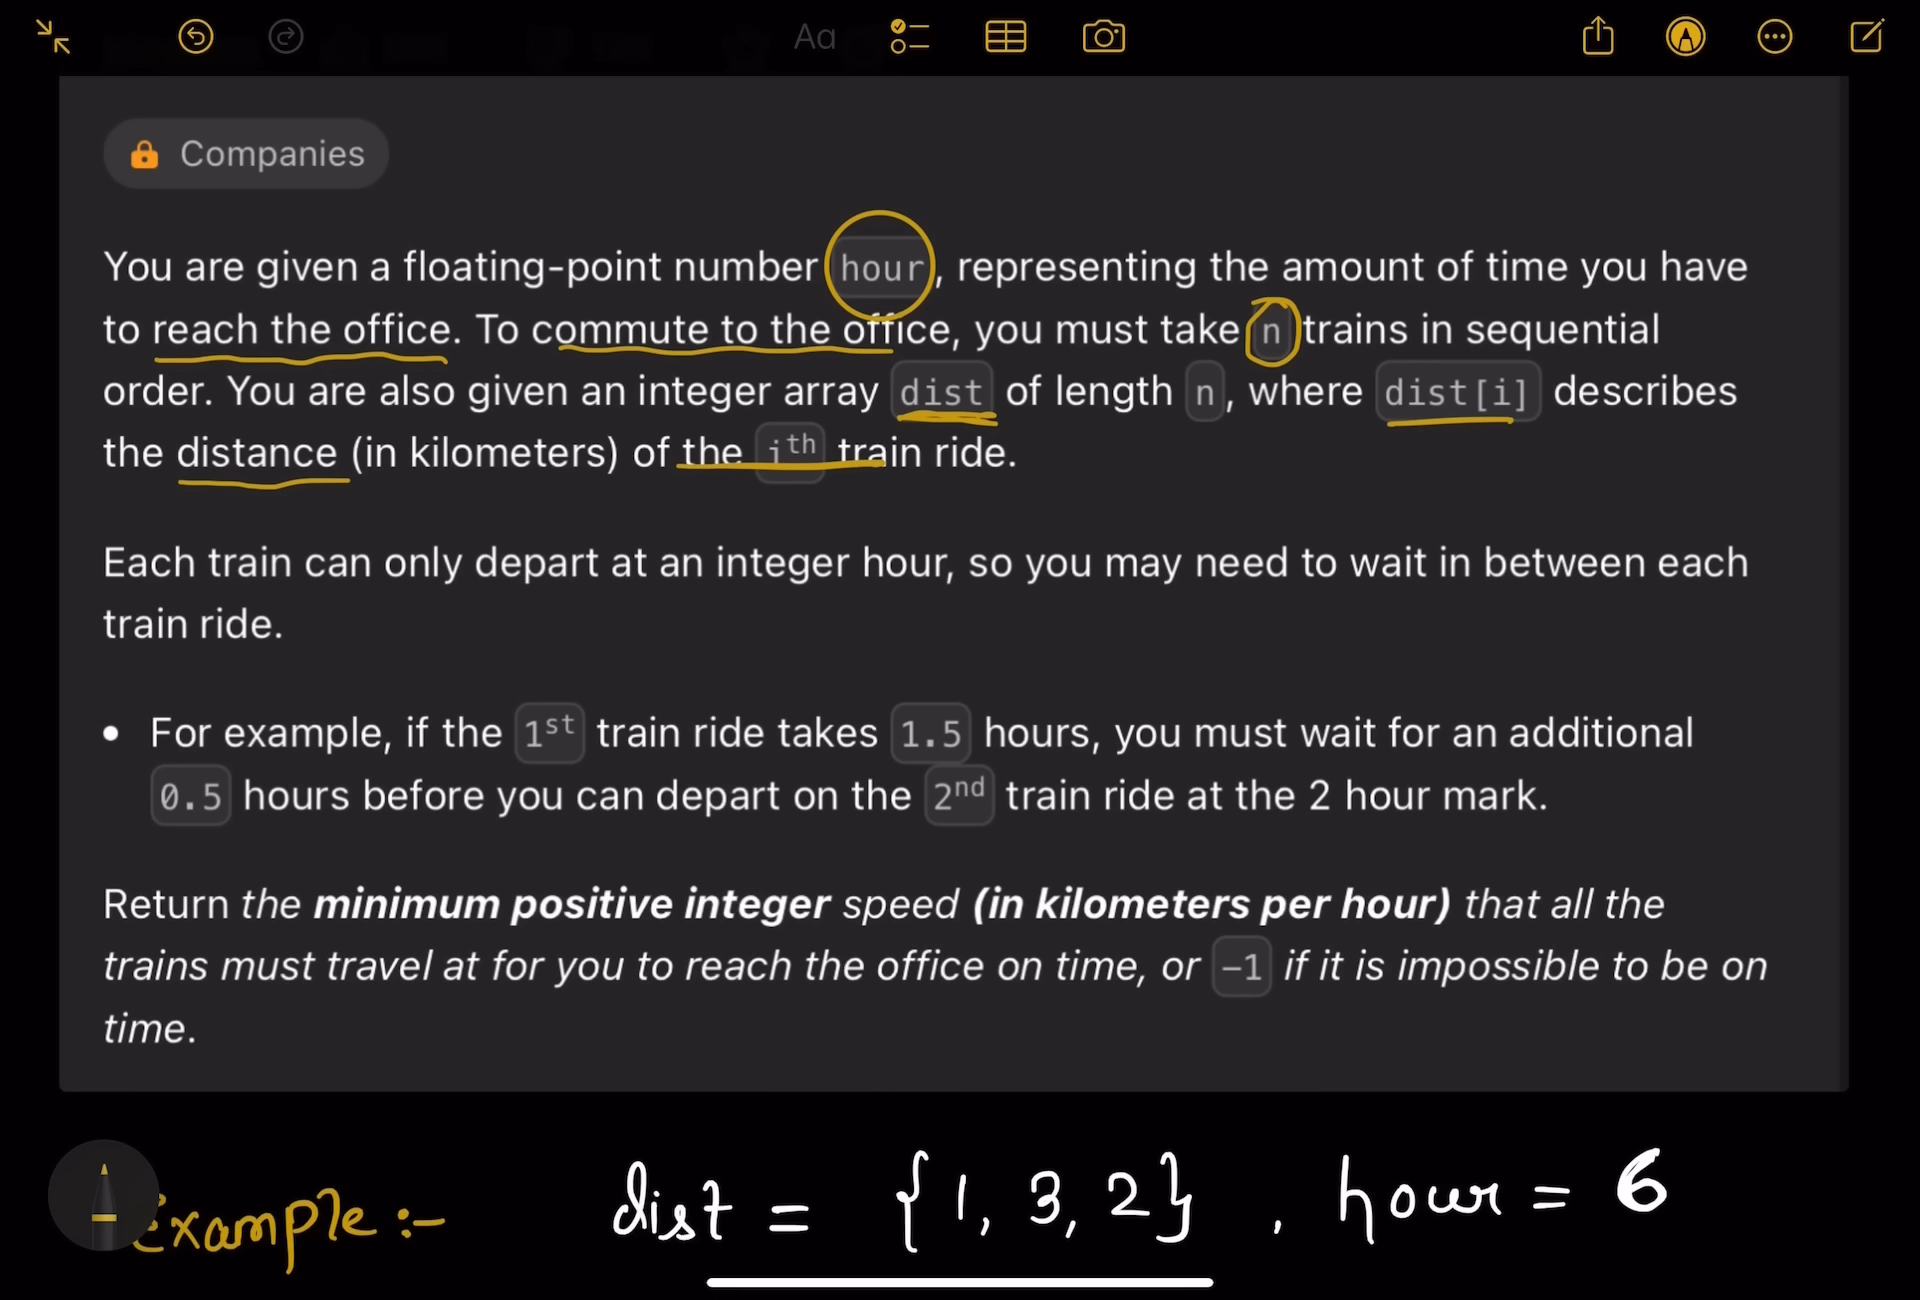 Aa
Companies
You are given a floating-point number hour, representing the amount of time you have
to reach the office. To commute to the office, you must take n trains in sequential
order. You are also given an integer array dist of length n, where dist[i] describes
the distance (in kilometers) of the ith train ride.
Each train can only depart at an integer hour, so you may need to wait in between each
train ride.
• For example, if the 1st train ride takes 1.5 hours, you must wait for an additional
0.5 hours before you can depart on the 2nd train ride at the 2 hour mark.
Return the minimum positive integer speed (in kilometers per hour) that all the
trains must travel at for you to reach the office on time, or -1 if it is impossible to be on
time.
Example :- dist = {1, 3, 2} , hour = 6